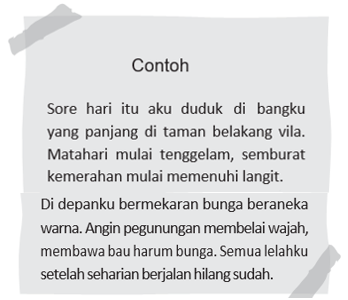 Contoh
Sore hari itu aku duduk di bangku
yang panjang di taman belakang vila.
Matahari mulai tenggelam, semburat
kemerahan mulai memenuhi langit.
Di depanku bermekaran bunga beraneka
warna. Angin pegunungan membelai wajah,
membawa bau harum bunga. Semua lelahku
setelah seharian berjalan hilang sudah.